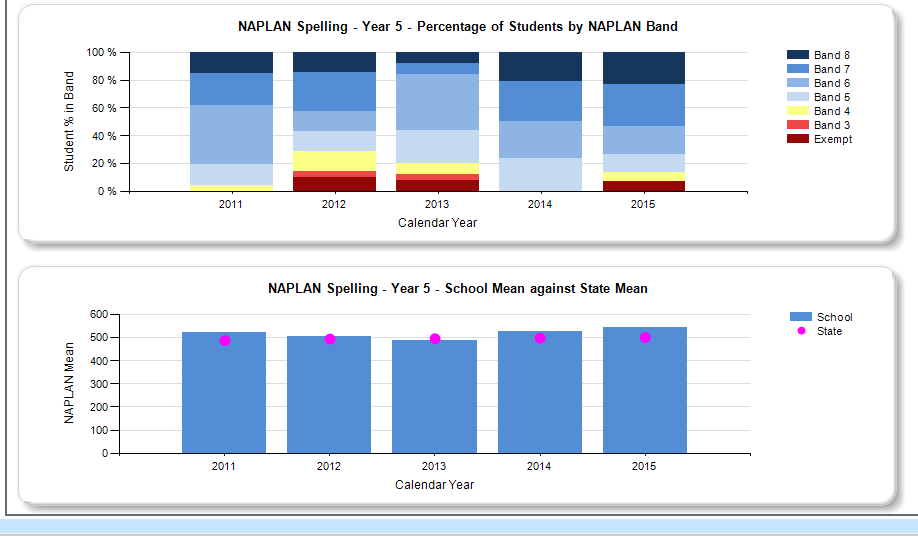 NAPLAN Spelling - Year 5 - Percentage of Students by NAPLAN Band
Student % in Band
100 %
80 %
60 %
40 %
20 %
0 %
2011 2012 2013 2014 2015
Calendar Year
Band 8
Band 7
Band 6
Band 5
Band 4
Band 3
Exempt
NAPLAN Spelling - Year 5 - School Mean against State Mean
NAPLAN Mean
600
500
400
300
200
100
0
2011 2012 2013 2014 2015
Calendar Year
School
State